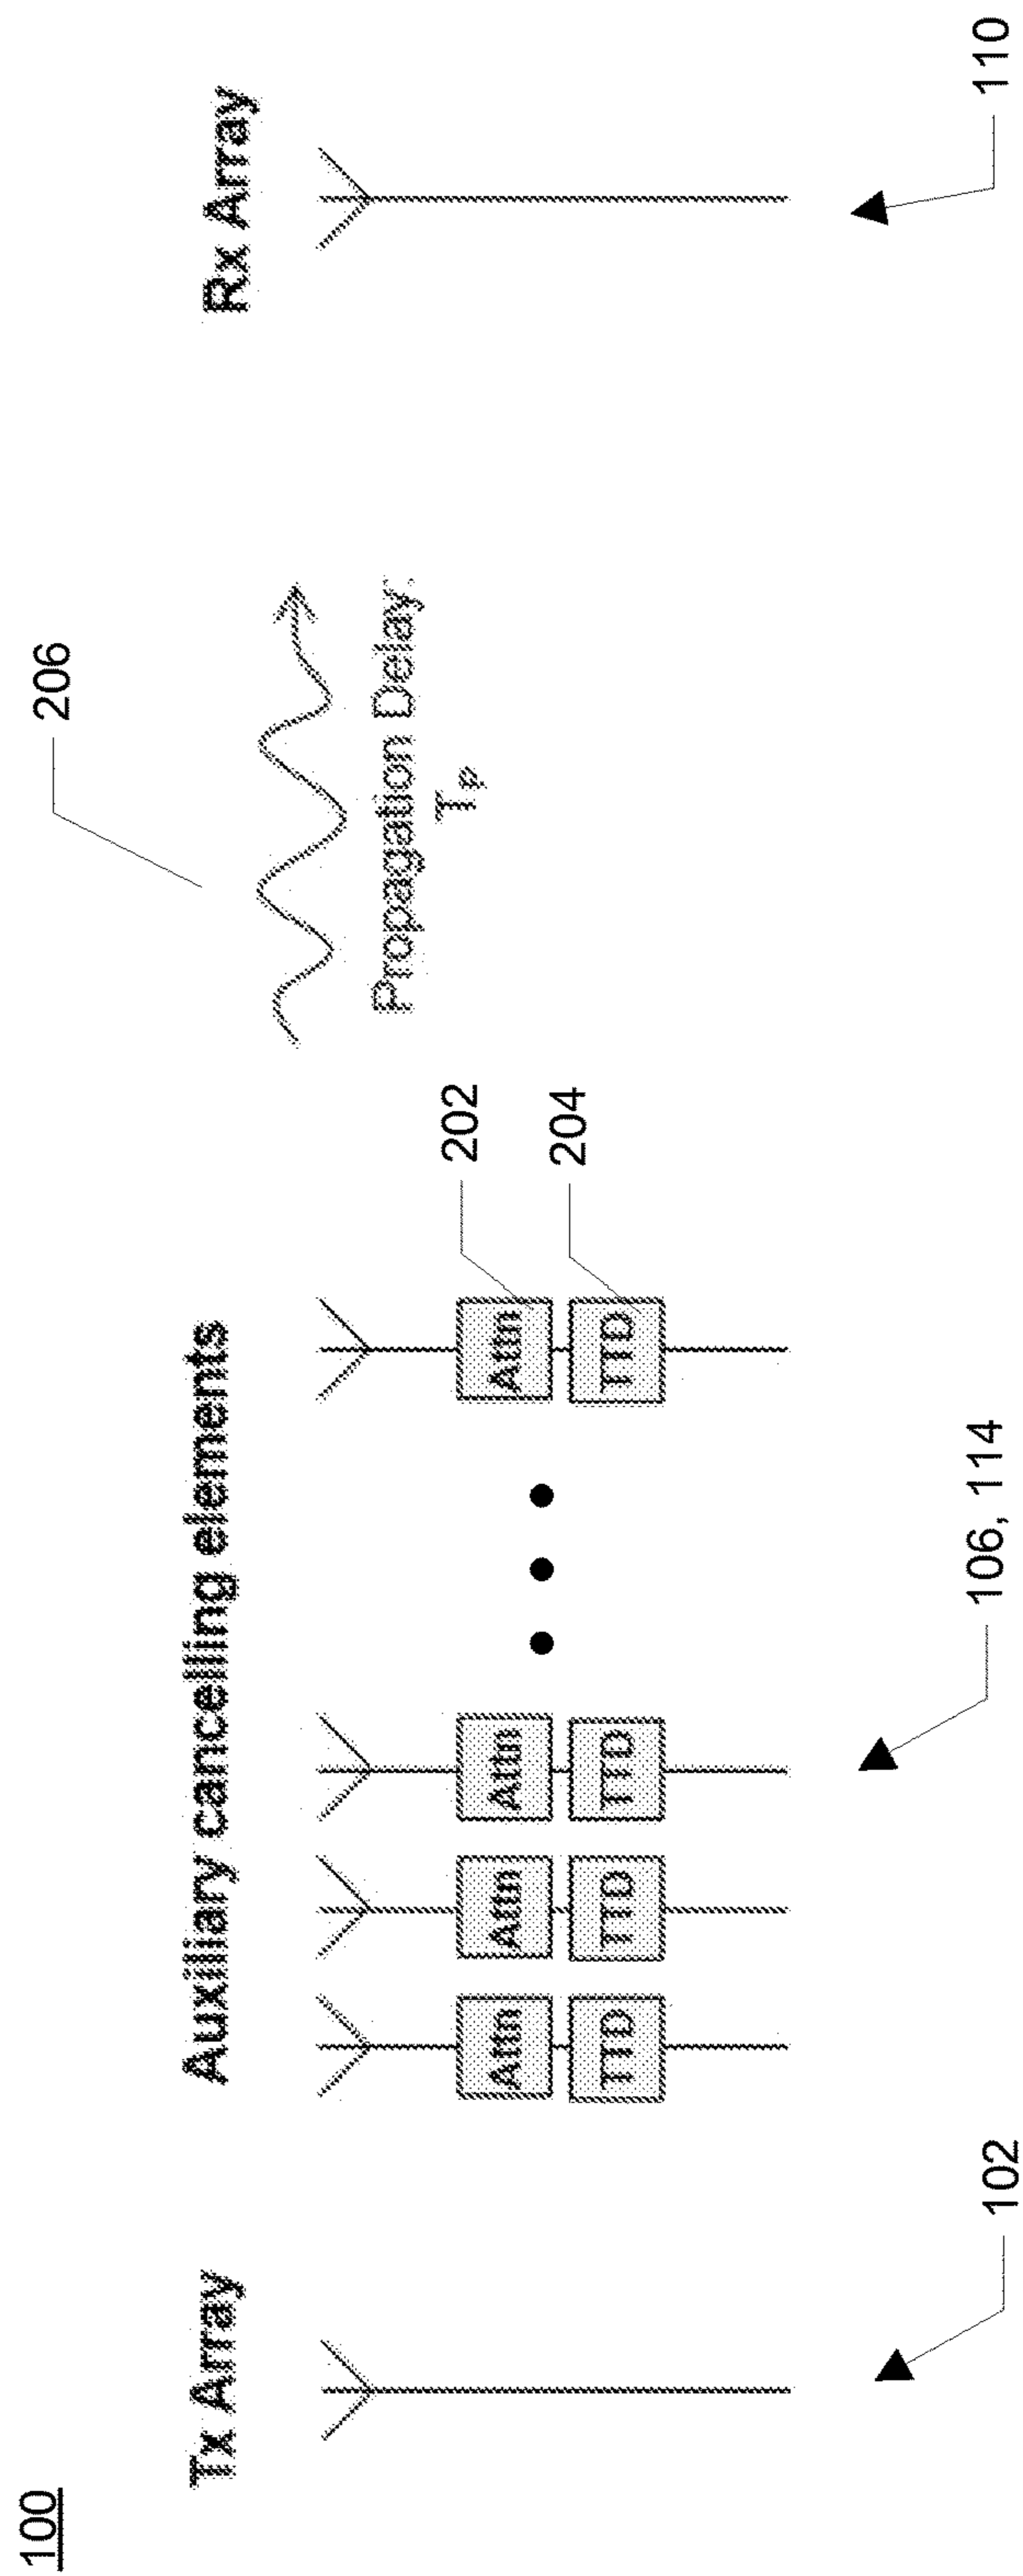 100
Tx Array
Auxiliary cancelling elements
Rx Array
206
Propagation Delay:
Tp
Attn
Attn
Attn
Attn
202
TTD
TTD
TTD
TTD
204
102
106, 114
110